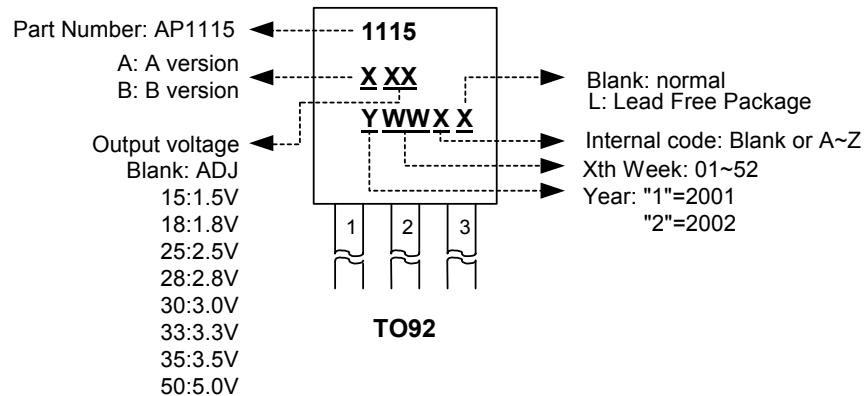 Part Number: AP1115
1115
A: A version
B: B version
X XX
Blank: normal
L: Lead Free Package
Y WW X X
Output voltage
Blank: ADJ
15:1.5V
18:1.8V
25:2.5V
28:2.8V
30:3.0V
33:3.3V
35:3.5V
50:5.0V
Internal code: Blank or A~Z
Xth Week: 01~52
Year: "1"=2001
"2"=2002
1 2 3
TO92